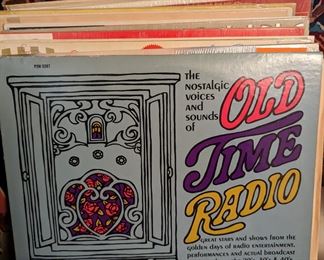 the
nostalgic
voices
and
sounds
of
OLD
TIME
RADIO
GREAT STARS AND SHOWS FROM THE
GOLDEN DAYS OF RADIO ENTERTAINMENT,
PERFORMANCES AND ACTUAL BROADCAST